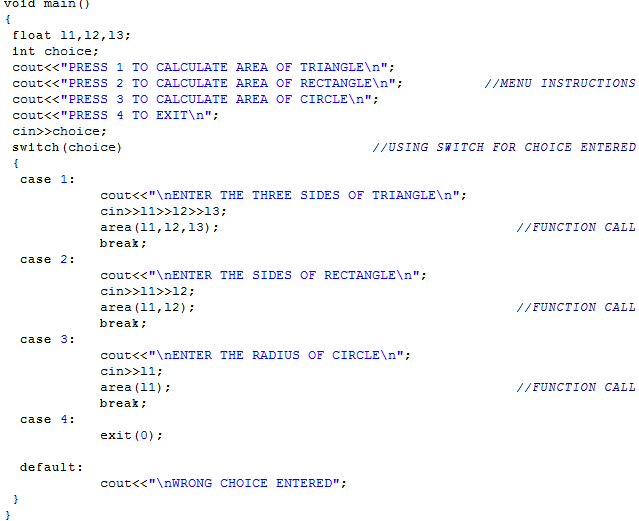 void main()
{
float l1,l2,l3;
int choice;
cout<<"PRESS 1 TO CALCULATE AREA OF TRIANGLE\n";
cout<<"PRESS 2 TO CALCULATE AREA OF RECTANGLE\n"; //MENU INSTRUCTIONS
cout<<"PRESS 3 TO CALCULATE AREA OF CIRCLE\n";
cout<<"PRESS 4 TO EXIT\n";
cin>>choice;
switch(choice) //USING SWITCH FOR CHOICE ENTERED
{
case 1:
cout<<"\nENTER THE THREE SIDES OF TRIANGLE\n";
cin>>l1>>l2>>l3;
area(l1,l2,l3); //FUNCTION CALL
break;
case 2:
cout<<"\nENTER THE SIDES OF RECTANGLE\n";
cin>>l1>>l2;
area(l1,l2); //FUNCTION CALL
break;
case 3:
cout<<"\nENTER THE RADIUS OF CIRCLE\n";
cin>>l1;
area(l1); //FUNCTION CALL
break;
case 4:
exit(0);
default:
cout<<"\nWRONG CHOICE ENTERED";
}
}